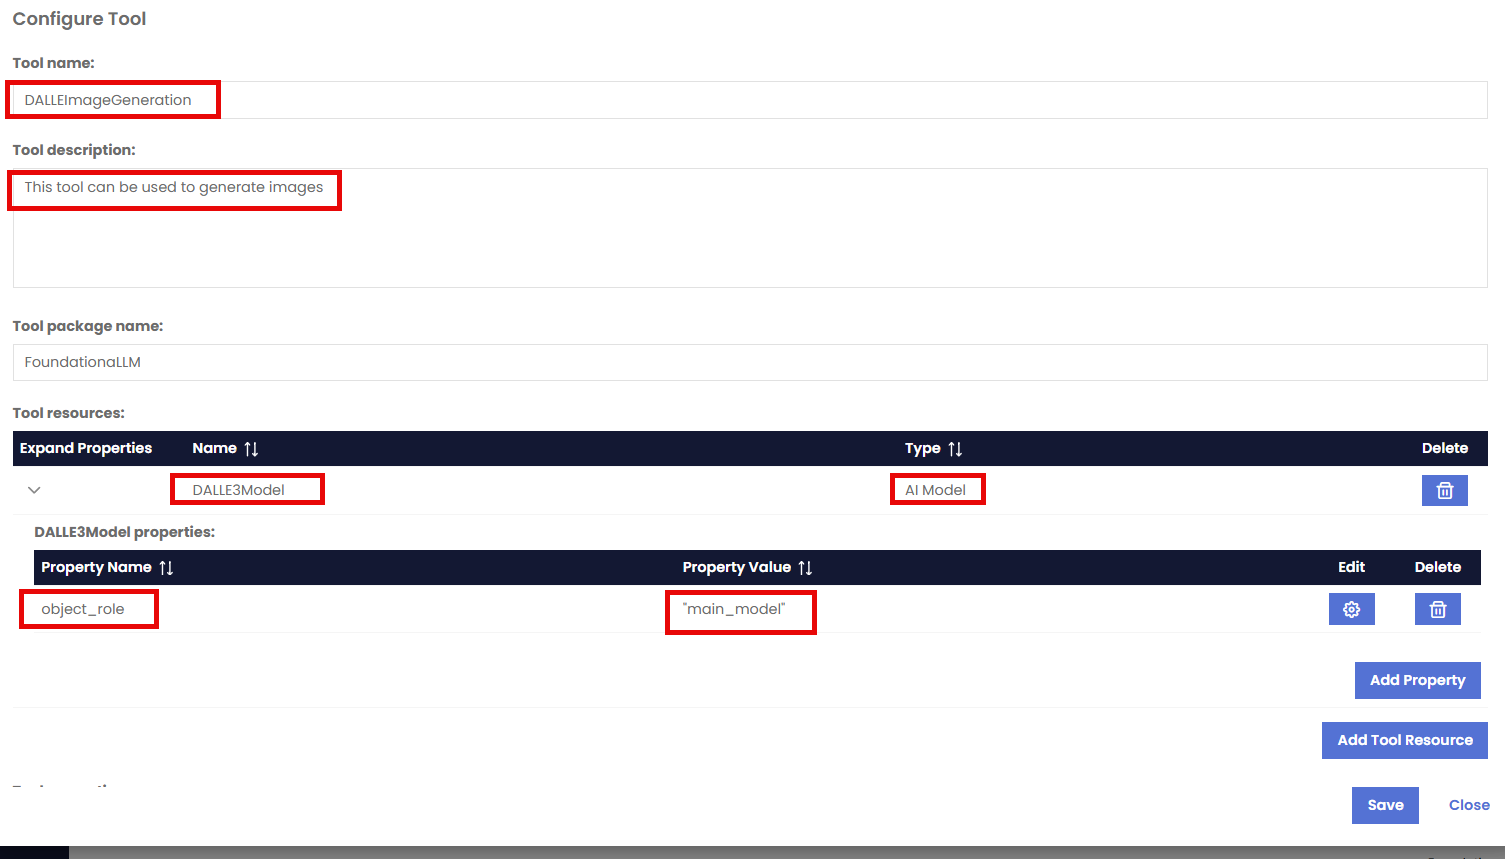 Configure Tool
Tool name:
DALLEImageGeneration
Tool description:
This tool can be used to generate images
Tool package name:
FoundationaLLM
Tool resources:
Expand Properties Name Type Delete
DALLE3Model AI Model
DALLE3Model properties:
Property Name Property Value Edit Delete
object_role "main_model"
Add Property
Add Tool Resource
Save Close